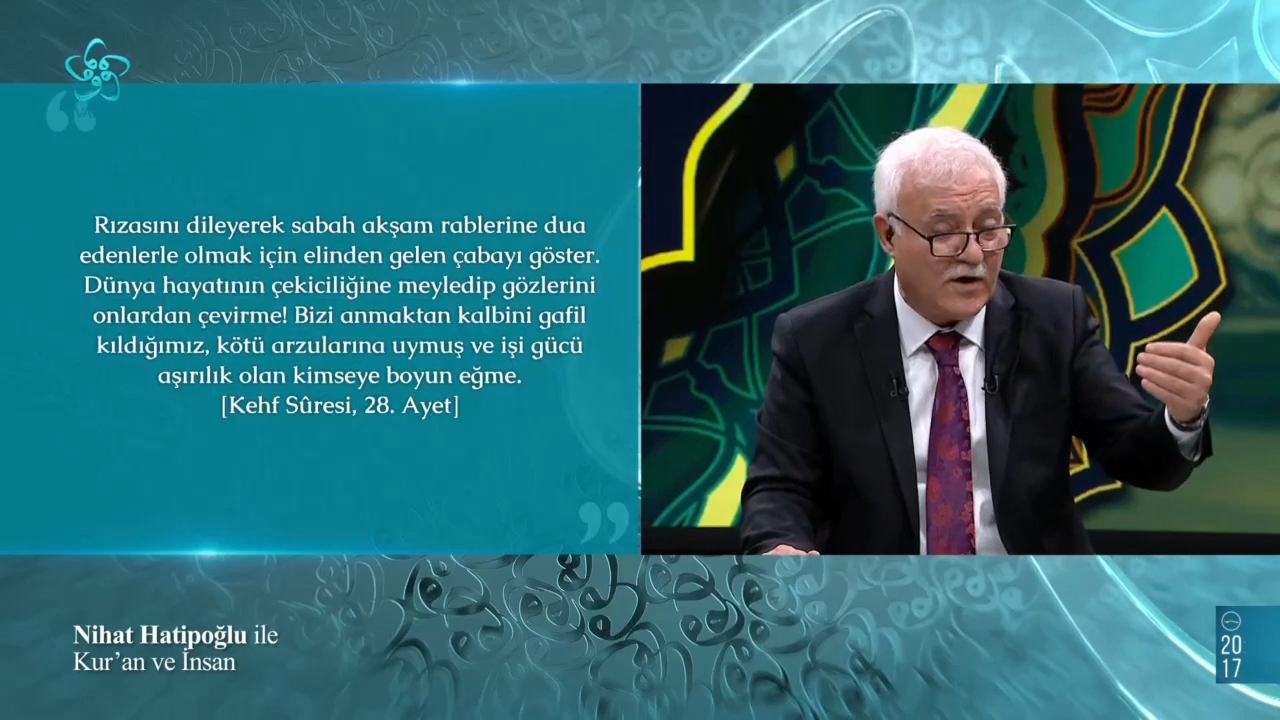 Rızasını dileyerek sabah akşam rablerine dua
edenlerle olmak için elinden gelen çabayı göster.
Dünya hayatının çekiciliğine meyledip gözlerini
onlardan çevirme! Bizi anmaktan kalbini gafil
kıldığımız, kötü arzularına uymuş ve işi gücü
aşırılık olan kimseye boyun eğme.
[Kehf Sûresi, 28. Ayet]
Nihat Hatipoğlu ile
Kur’an ve İnsan
20
17